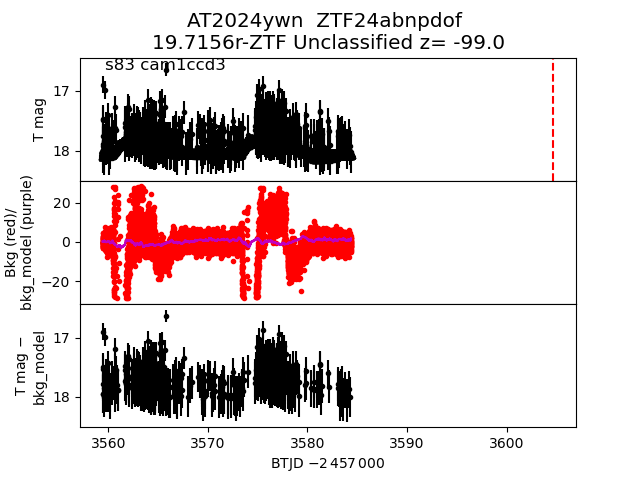 AT2024ywn  ZTF24abnpdof
19.7156r-ZTF Unclassified z= -99.0
s83 cam1ccd3
T mag
17
18
Bkg (red)/
bkg_model (purple)
20
0
−20
T mag −
bkg_model
17
18
3560 3570 3580 3590 3600
BTJD −2 457 000